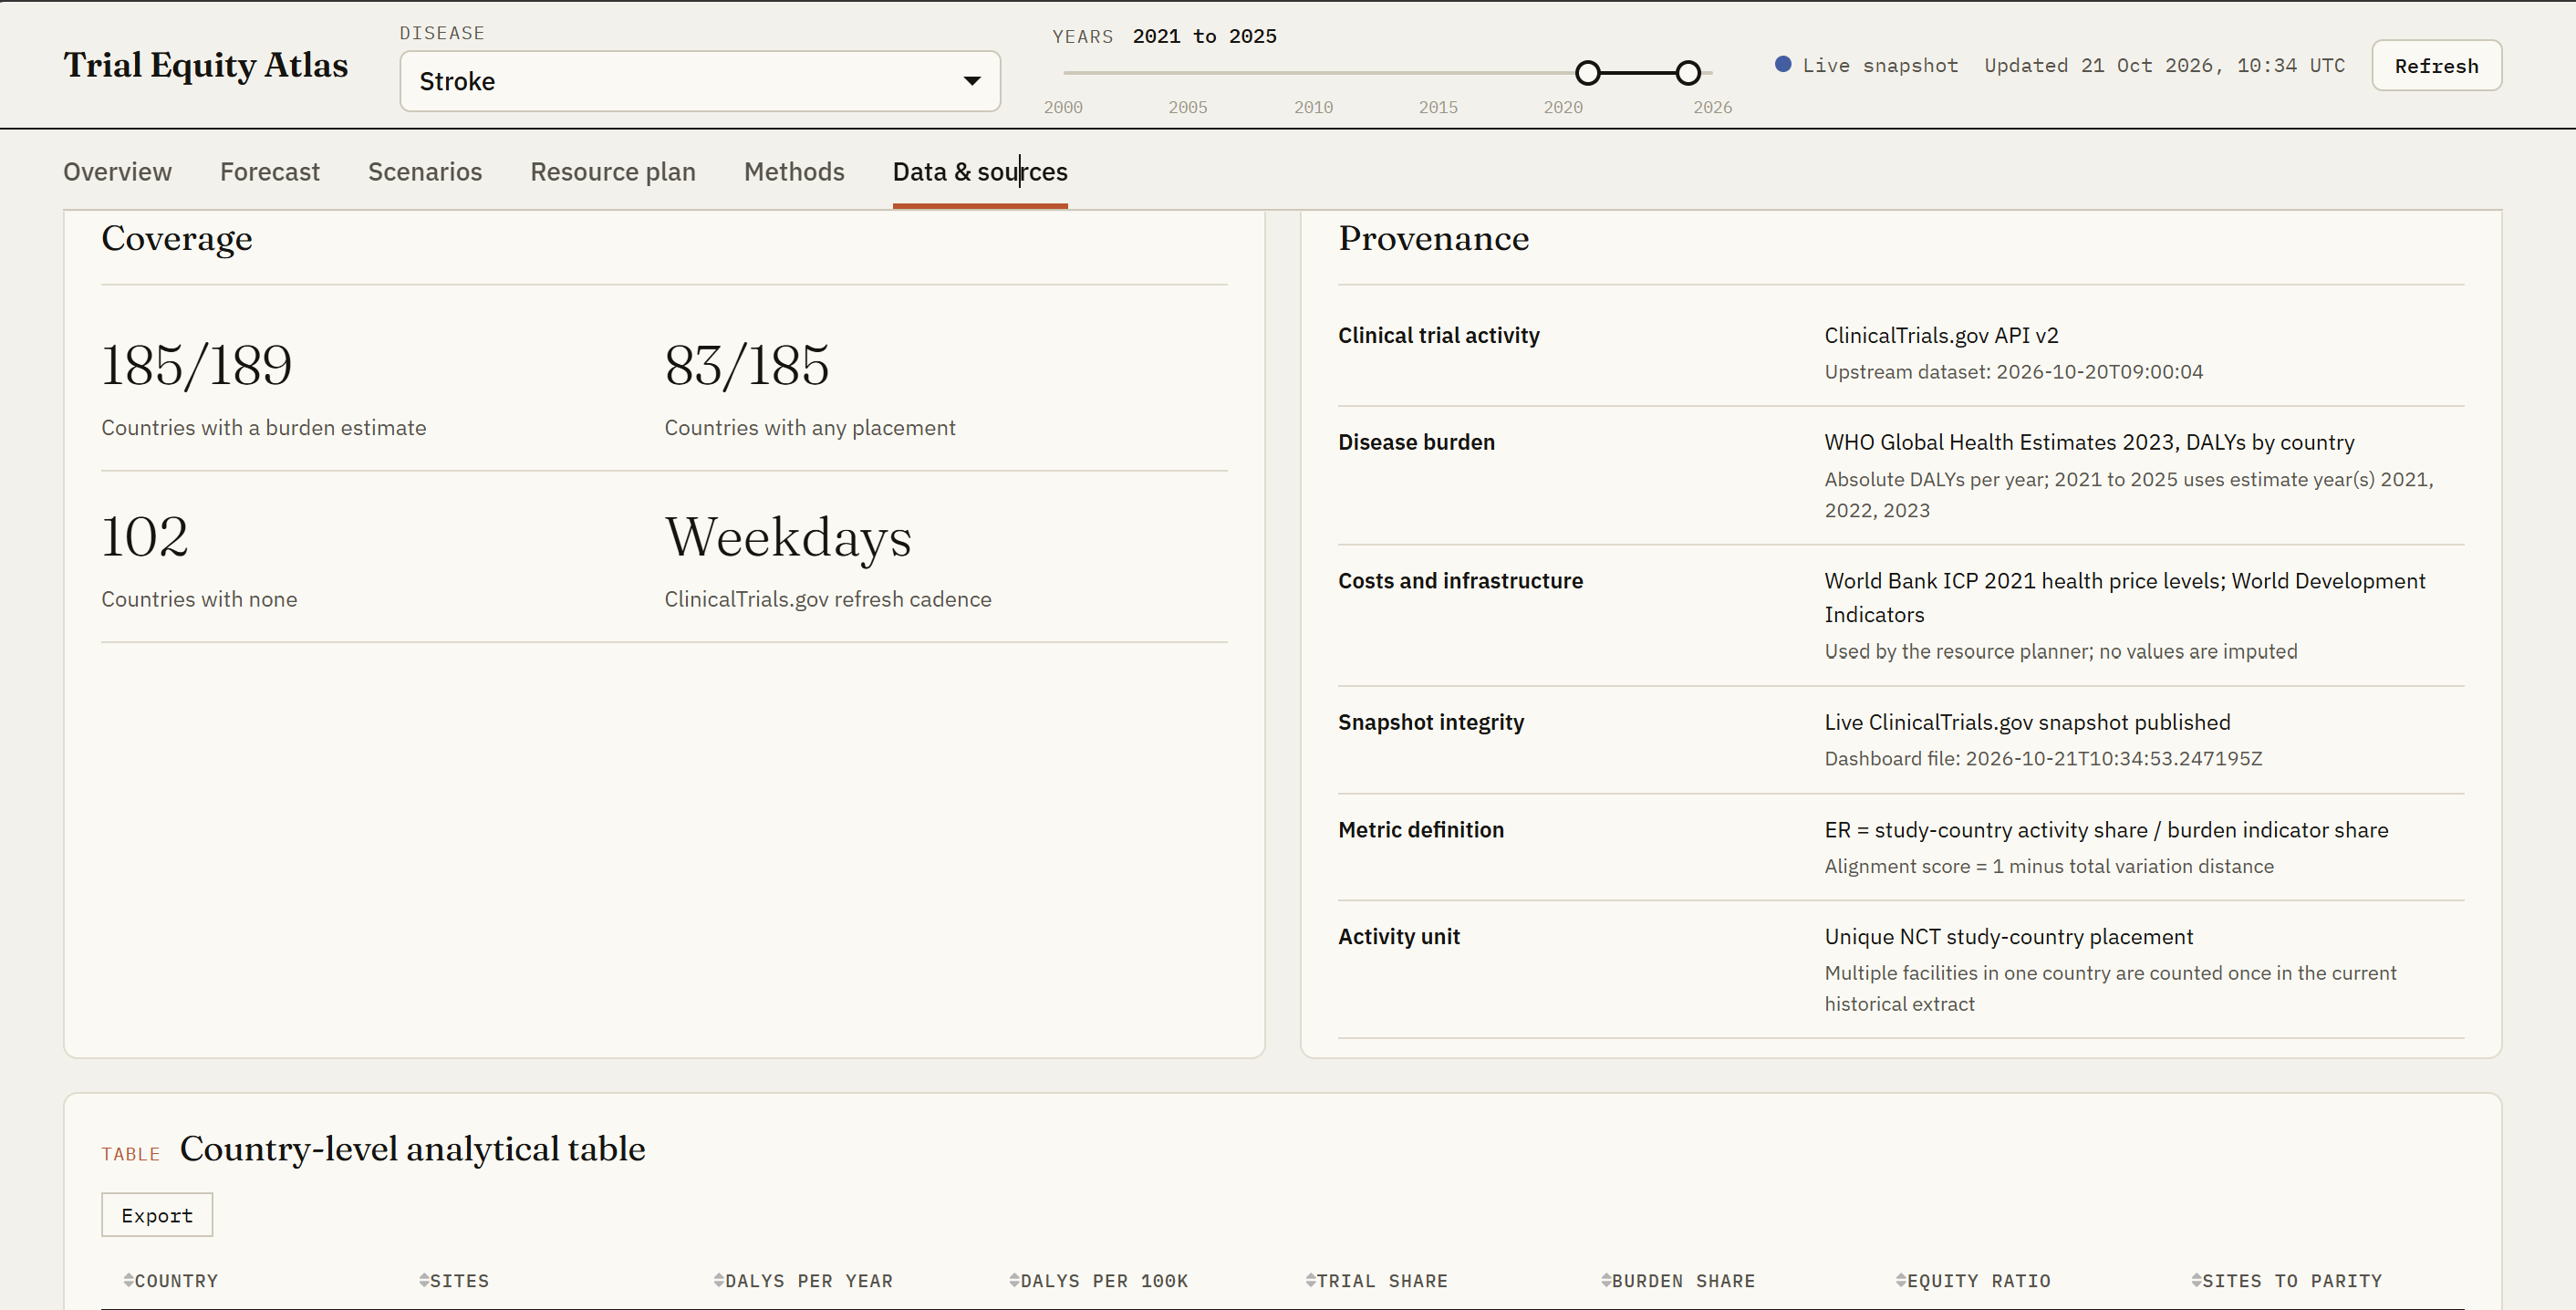 Trial Equity Atlas
DISEASE
Stroke
YEARS 2021 to 2025
2000 2005 2010 2015 2020 2026
Live snapshot Updated 21 Oct 2026, 10:34 UTC
Refresh
Overview Forecast Scenarios Resource plan Methods Data & sources
Coverage
185/189
Countries with a burden estimate
83/185
Countries with any placement
102
Countries with none
Weekdays
ClinicalTrials.gov refresh cadence
Provenance
Clinical trial activity
ClinicalTrials.gov API v2
Upstream dataset: 2026-10-20T09:00:04
Disease burden
WHO Global Health Estimates 2023, DALYs by country
Absolute DALYs per year; 2021 to 2025 uses estimate year(s) 2021,
2022, 2023
Costs and infrastructure
World Bank ICP 2021 health price levels; World Development
Indicators
Used by the resource planner; no values are imputed
Snapshot integrity
Live ClinicalTrials.gov snapshot published
Dashboard file: 2026-10-21T10:34:53.247195Z
Metric definition
ER = study-country activity share / burden indicator share
Alignment score = 1 minus total variation distance
Activity unit
Unique NCT study-country placement
Multiple facilities in one country are counted once in the current
historical extract
TABLE Country-level analytical table
Export
COUNTRY SITES DALYS PER YEAR DALYS PER 100K TRIAL SHARE BURDEN SHARE EQUITY RATIO SITES TO PARITY